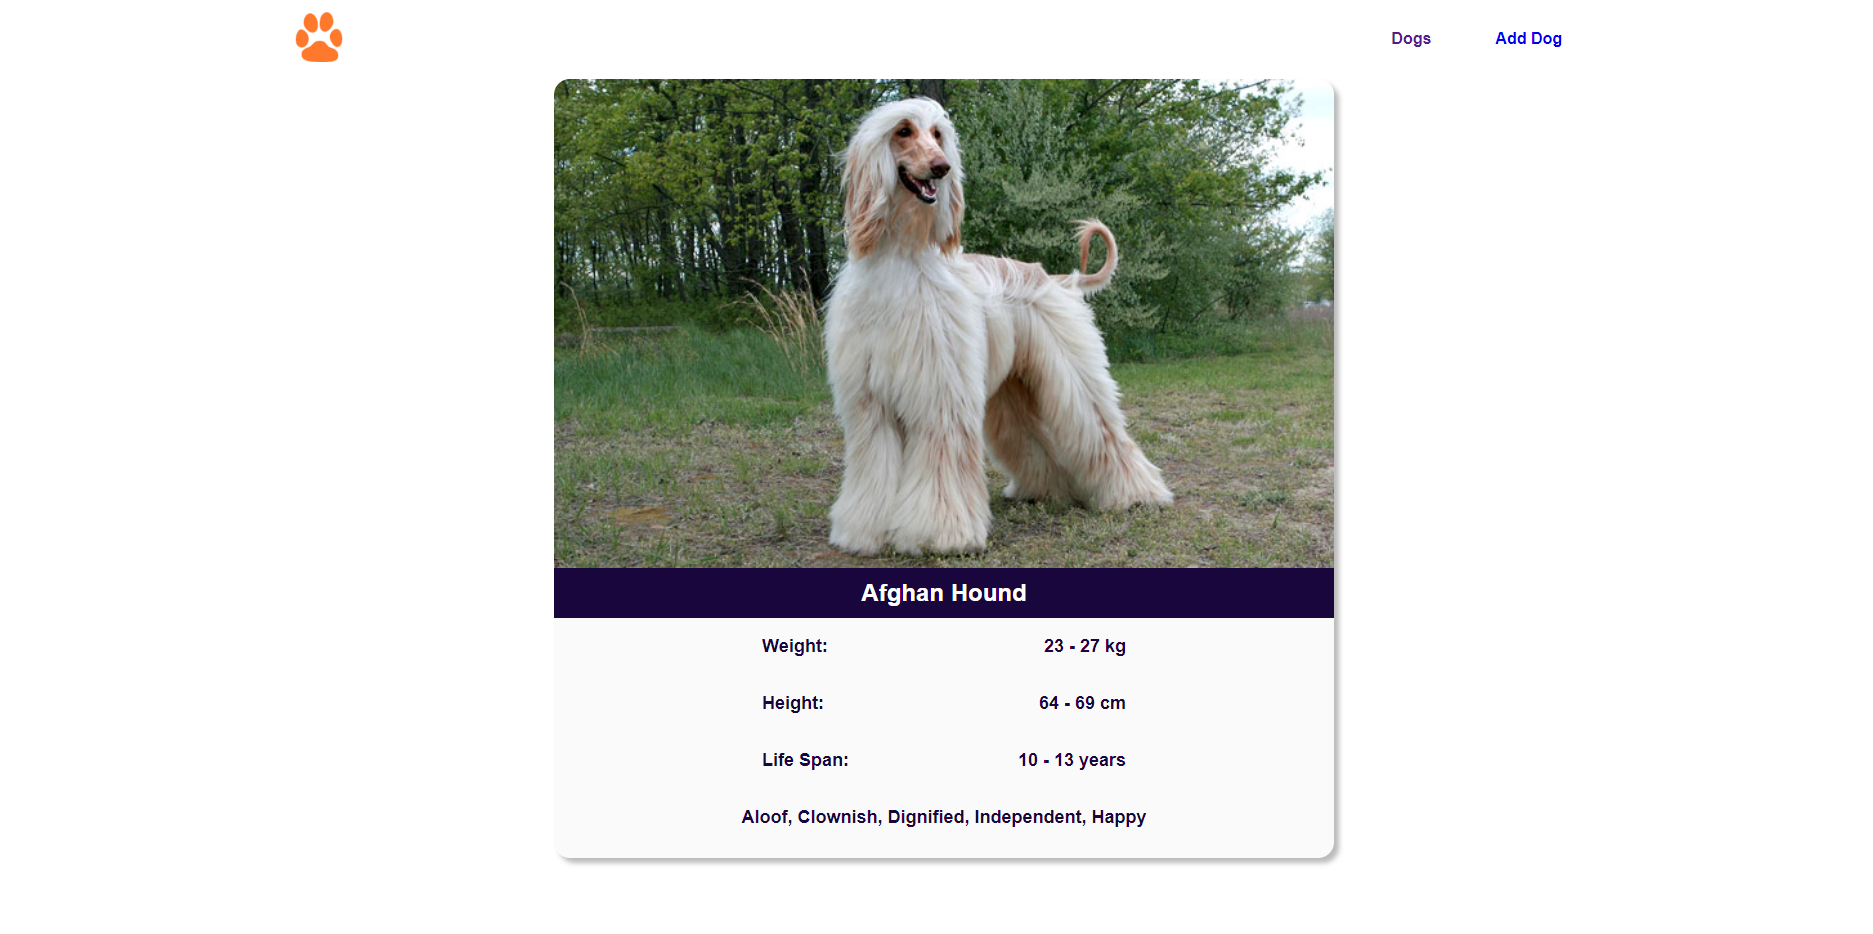 Dogs
Add Dog
Afghan Hound
Weight: 23 - 27 kg
Height: 64 - 69 cm
Life Span: 10 - 13 years
Aloof, Clownish, Dignified, Independent, Happy